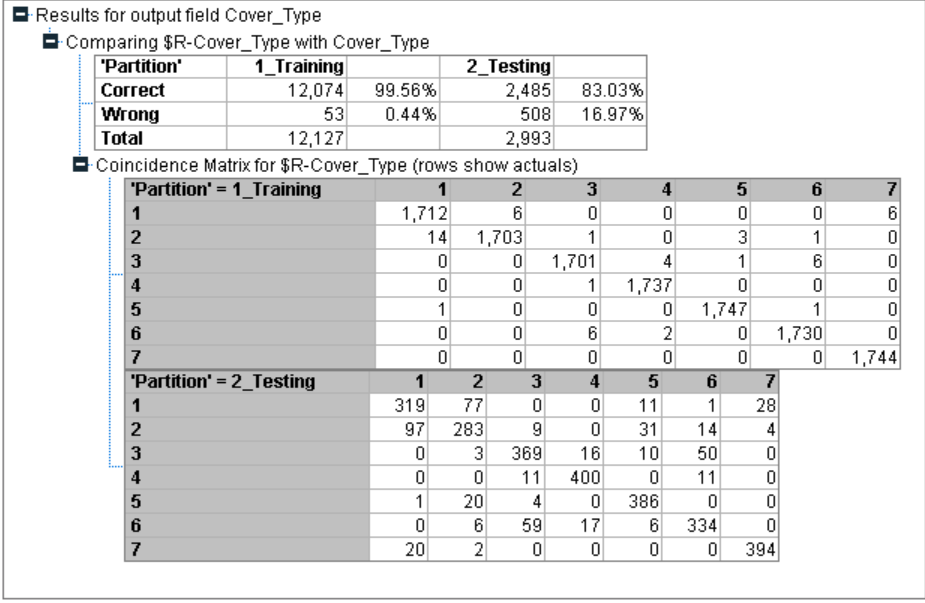 Results for output field Cover_Type
Comparing $R-Cover_Type with Cover_Type
'Partition' 1_Training 2_Testing
Correct 12,074 99.56% 2,485 83.03%
Wrong 53 0.44% 508 16.97%
Total 12,127 2,993
Coincidence Matrix for $R-Cover_Type (rows show actuals)
'Partition' = 1_Training 1 2 3 4 5 6 7
1 1,712 6 0 0 0 0 6
2 14 1,703 1 0 3 1 0
3 0 0 1,701 4 1 6 0
4 0 0 1 1,737 0 0 0
5 1 0 0 0 1,747 1 0
6 0 0 6 2 0 1,730 0
7 0 0 0 0 0 0 1,744
'Partition' = 2_Testing 1 2 3 4 5 6 7
1 319 77 0 0 11 1 28
2 97 283 9 0 31 14 4
3 0 3 369 16 10 50 0
4 0 0 11 400 0 11 0
5 1 20 4 0 386 0 0
6 0 6 59 17 6 334 0
7 20 2 0 0 0 0 394